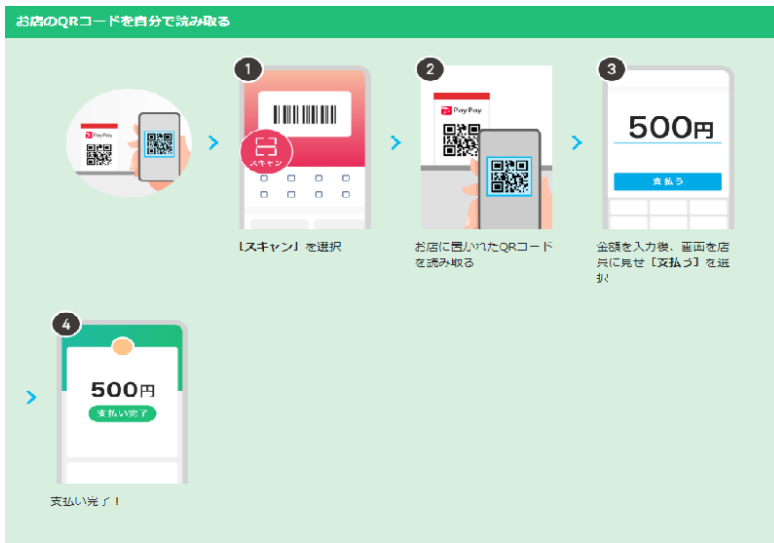 お店のQRコードを自分で読み取る
PayPay
1
スキャン
2
PayPay
3
500円
支払う
［スキャン］を選択
お店に置かれたQRコード
を読み取る
金額を入力後、画面を店
員に見せ［支払う］を選
択
4
500円
支払い完了
支払い完了！